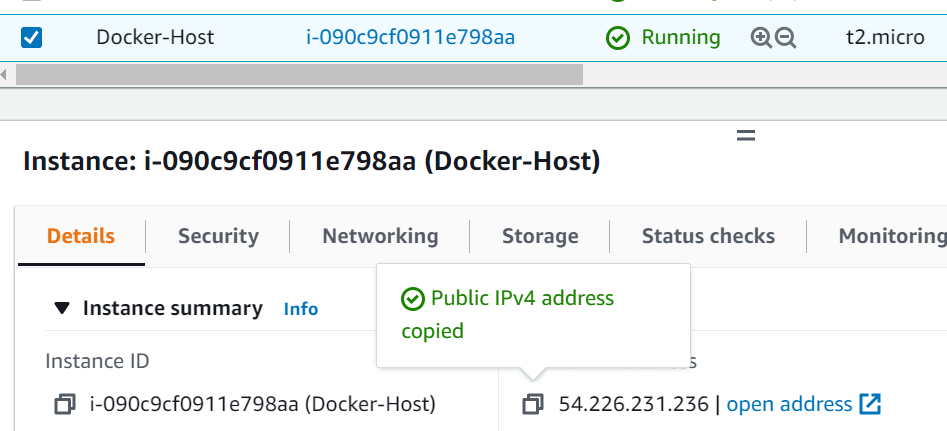 Docker-Host i-090c9cf0911e798aa Running t2.micro
Instance: i-090c9cf0911e798aa (Docker-Host)
Details Security Networking Storage Status checks Monitoring
Public IPv4 address
copied
Instance summary Info
Instance ID
i-090c9cf0911e798aa (Docker-Host) 54.226.231.236 | open address